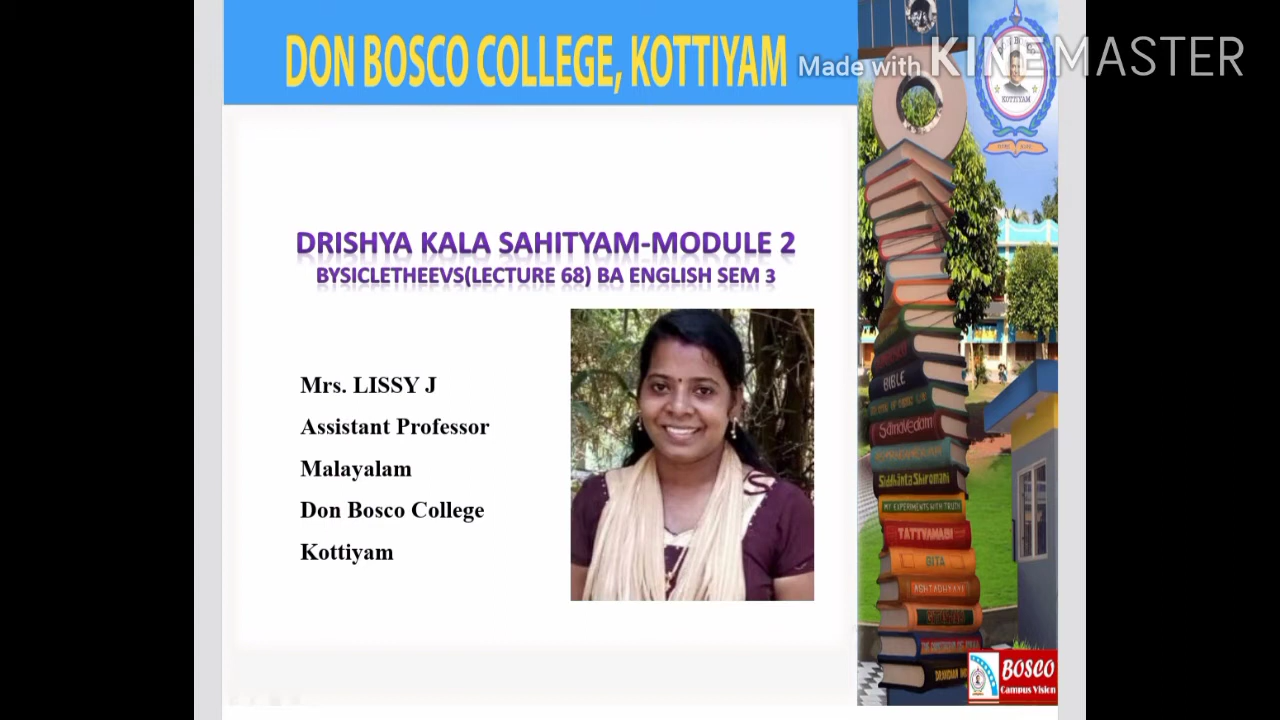 DON BOSCO COLLEGE, KOTTIYAM
Made with KINEMASTER
KOTTIYAM
DRISHYA KALA SAHITYAM-MODULE 2
BYSICLETHEEVS(LECTURE 68) BA ENGLISH SEM 3
Mrs. LISSY J
Assistant Professor
Malayalam
Don Bosco College
Kottiyam
BIBLE
Samavedam
Siddhanta Shiromani
MY EXPERIMENTS WITH TRUTH
TATTVAMASI
GITA
ASHTADHYAYI
BOSCO
Campus Vision